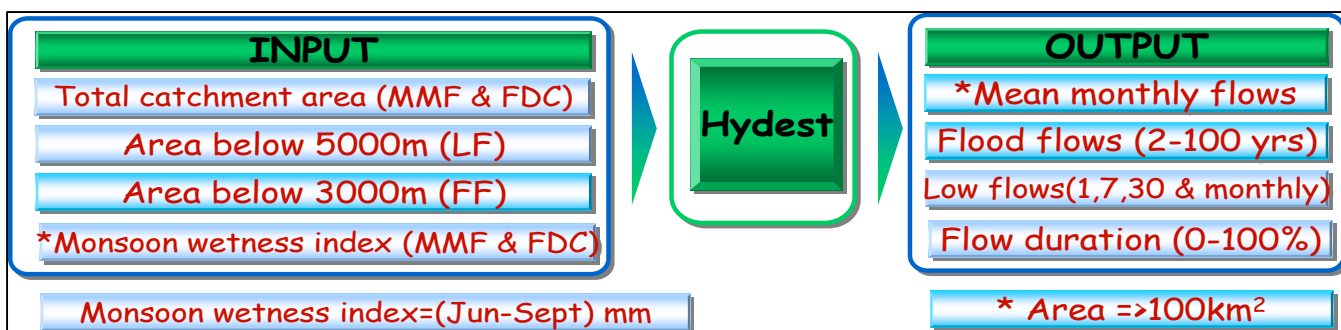 INPUT
Total catchment area (MMF & FDC)
Area below 5000m (LF)
Area below 3000m (FF)
*Monsoon wetness index (MMF & FDC)
Monsoon wetness index=(Jun-Sept) mm
Hydest
OUTPUT
*Mean monthly flows
Flood flows (2-100 yrs)
Low flows(1,7,30 & monthly)
Flow duration (0-100%)
* Area =>100km²